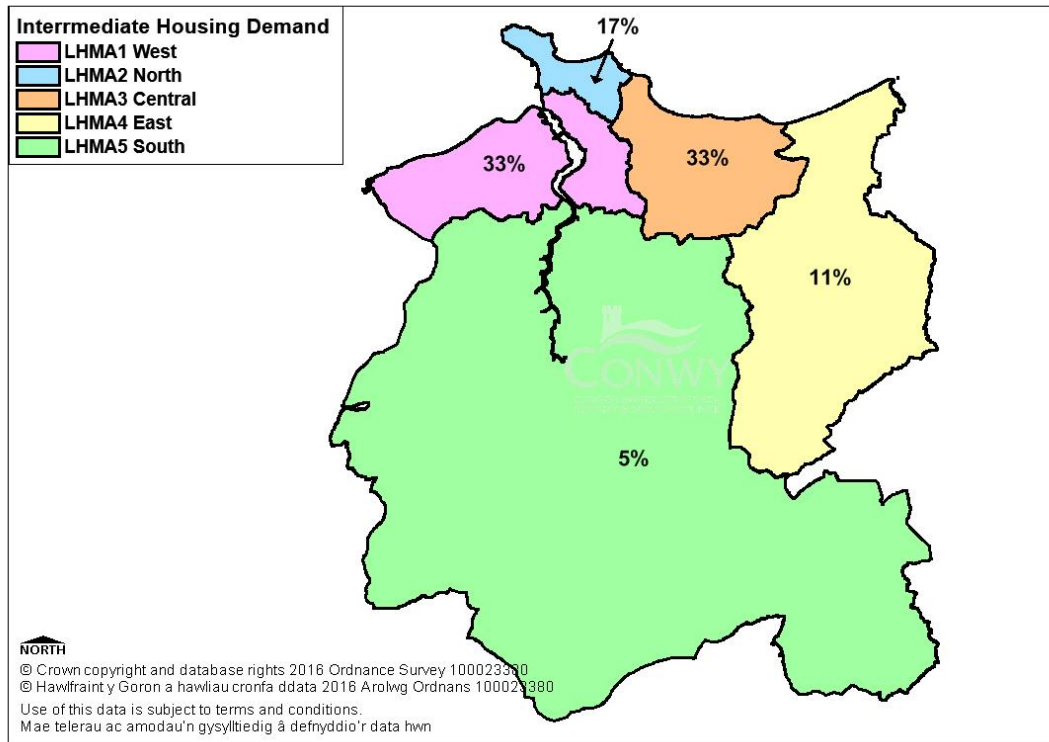 Interrmediate Housing Demand
LHMA1 West
LHMA2 North
LHMA3 Central
LHMA4 East
LHMA5 South
17%
33%
33%
11%
CONWY
5%
NORTH
© Crown copyright and database rights 2016 Ordnance Survey 100023380
© Hawlfraint y Goron a hawliau cronfa ddata 2016 Arolwg Ordnans 100023380
Use of this data is subject to terms and conditions.
Mae telerau ac amodau'n gysylltiedig â defnyddio'r data hwn